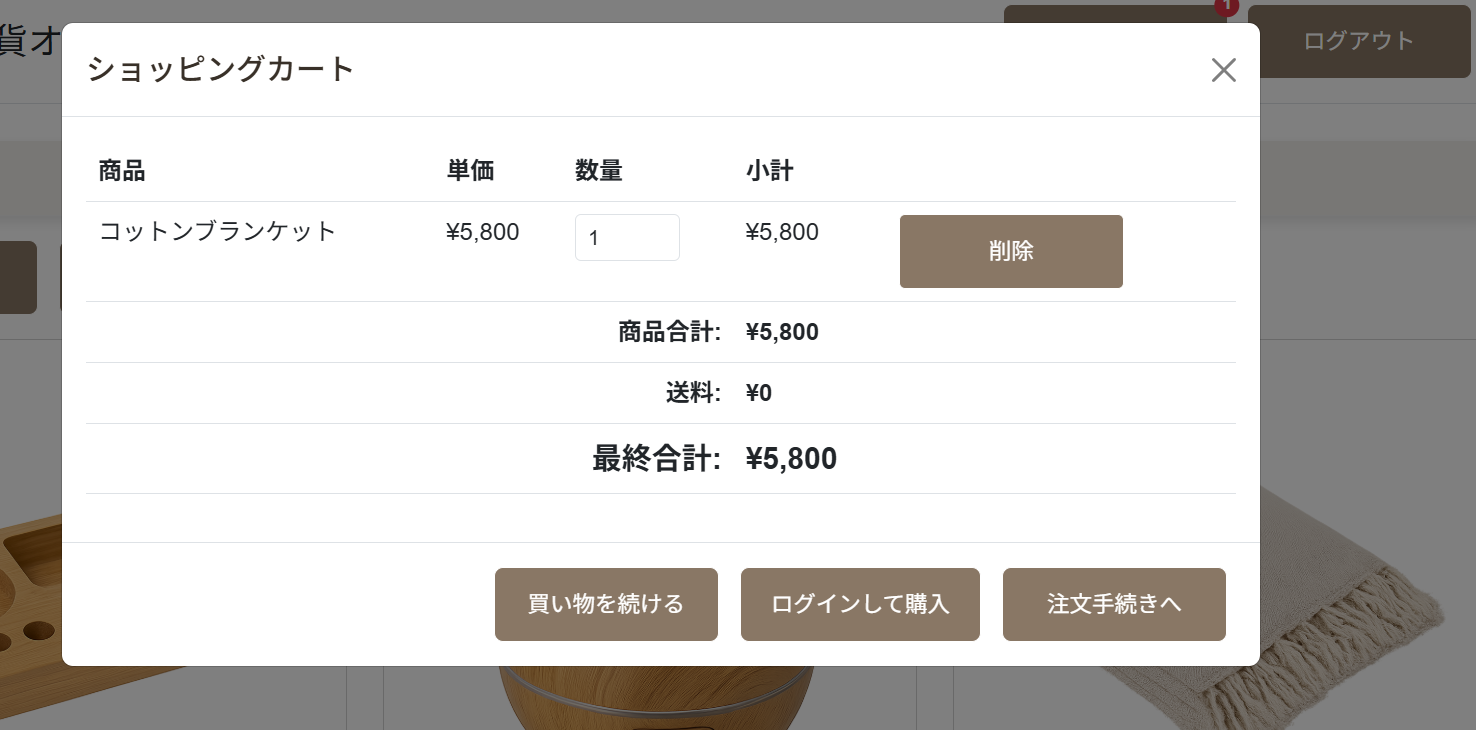 貨オ
1
ログアウト
ショッピングカート
商品 単価 数量 小計
コットンブランケット ¥5,800 1 ¥5,800 削除
商品合計: ¥5,800
送料: ¥0
最終合計: ¥5,800
買い物を続ける ログインして購入 注文手続きへ